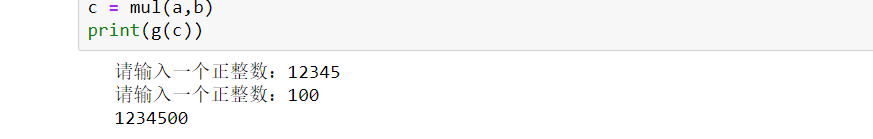 c = mul(a,b)
print(g(c))
请输入一个正整数：12345
请输入一个正整数：100
1234500